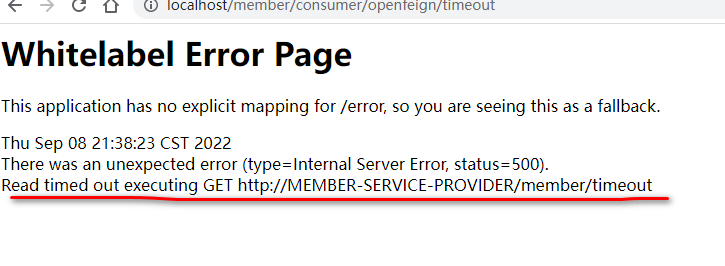 localhost/member/consumer/openfeign/timeout
Whitelabel Error Page
This application has no explicit mapping for /error, so you are seeing this as a fallback.
Thu Sep 08 21:38:23 CST 2022
There was an unexpected error (type=Internal Server Error, status=500).
Read timed out executing GET http://MEMBER-SERVICE-PROVIDER/member/timeout